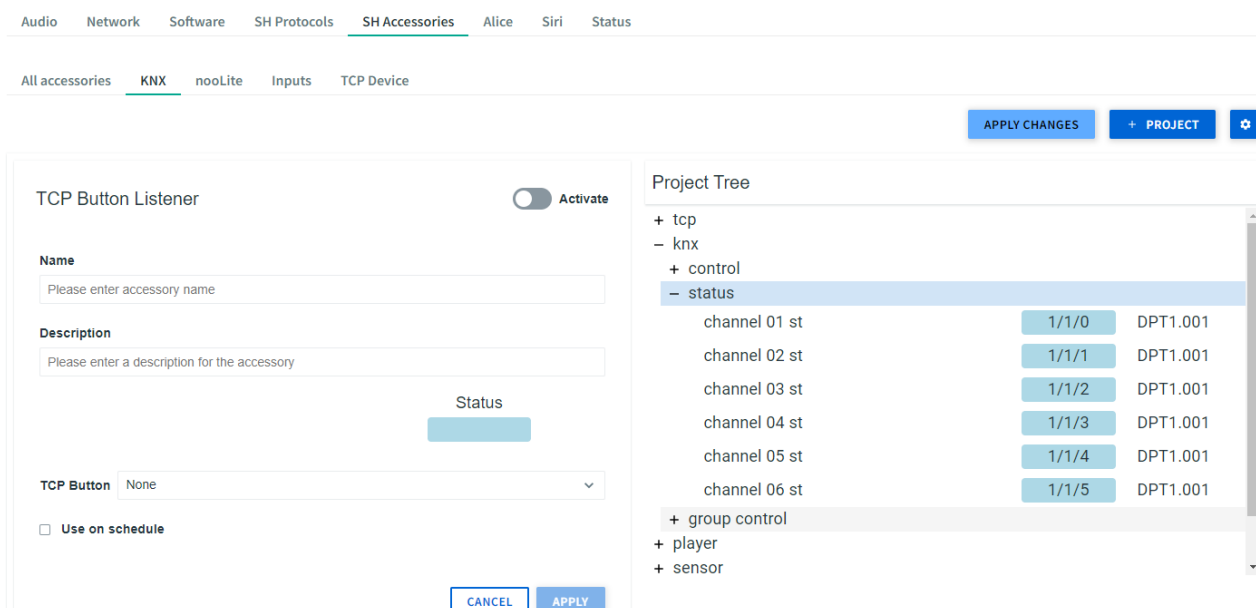 Audio Network Software SH Protocols SH Accessories Alice Siri Status
All accessories KNX nooLite Inputs TCP Device
APPLY CHANGES + PROJECT
TCP Button Listener
Activate
Name
Please enter accessory name
Description
Please enter a description for the accessory
Status
TCP Button None
Use on schedule
CANCEL APPLY
Project Tree
+ tcp
− knx
+ control
− status
channel 01 st 1/1/0 DPT1.001
channel 02 st 1/1/1 DPT1.001
channel 03 st 1/1/2 DPT1.001
channel 04 st 1/1/3 DPT1.001
channel 05 st 1/1/4 DPT1.001
channel 06 st 1/1/5 DPT1.001
+ group control
+ player
+ sensor